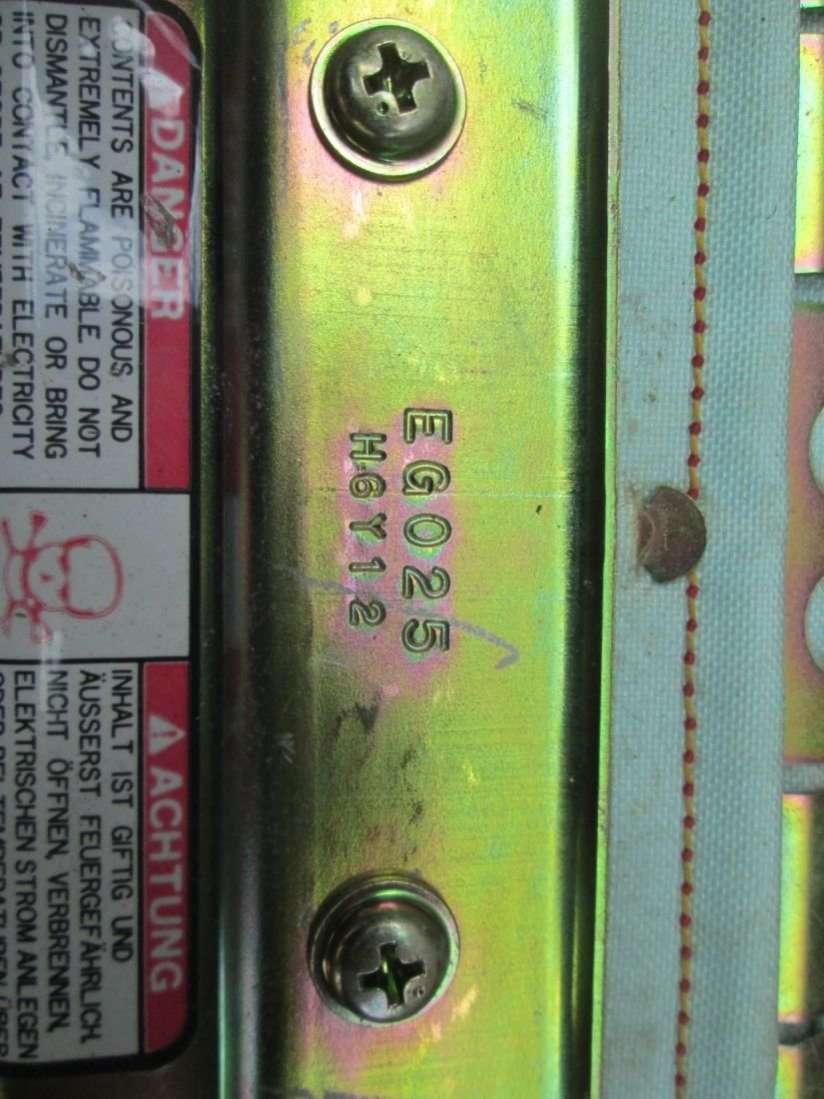 DANGER
CONTENTS ARE POISONOUS AND
EXTREMELY FLAMMABLE. DO NOT
DISMANTLE, INCINERATE OR BRING
INTO CONTACT WITH ELECTRICITY
EG025
H6Y12
ACHTUNG
INHALT IST GIFTIG UND
ÄUSSERST FEUERGEFÄHRLICH.
NICHT ÖFFNEN, VERBRENNEN,
ELEKTRISCHEN STROM ANLEGEN